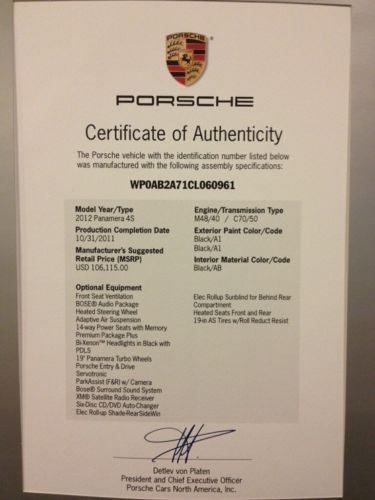 PORSCHE
PORSCHE
Certificate of Authenticity
The Porsche vehicle with the identification number listed below
was manufactured with the following assembly specifications:
WP0AB2A71CL060961
Model Year/Type
2012 Panamera 4S
Production Completion Date
10/31/2011
Manufacturer's Suggested
Retail Price (MSRP)
USD 106,115.00
Engine/Transmission Type
M48/40 / C70/50
Exterior Paint Color/Code
Black/A1
Black/A1
Interior Material Color/Code
Black/AB
Optional Equipment
Front Seat Ventilation
BOSE® Audio Package
Heated Steering Wheel
Adaptive Air Suspension
14-way Power Seats with Memory
Premium Package Plus
Bi-Xenon™ Headlights in Black with
PDLS
19" Panamera Turbo Wheels
Porsche Entry & Drive
Servotronic
ParkAssist (F&R) w/ Camera
Bose® Surround Sound System
XM® Satellite Radio Receiver
Six-Disc CD/DVD Auto-Changer
Elec Roll-up Shade-RearSideWin
Elec Rollup Sunblind for Behind Rear
Compartment
Heated Seats Front and Rear
19-in AS Tires w/Roll Reduct Resist
Detlev von Platen
President and Chief Executive Officer
Porsche Cars North America, Inc.